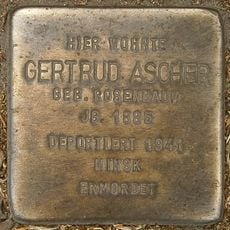 HIER WOHNTE
GERTRUD ASCHER
GEB. ROSENBAUM
JG. 1885
DEPORTIERT 1941
MINSK
ERMORDET